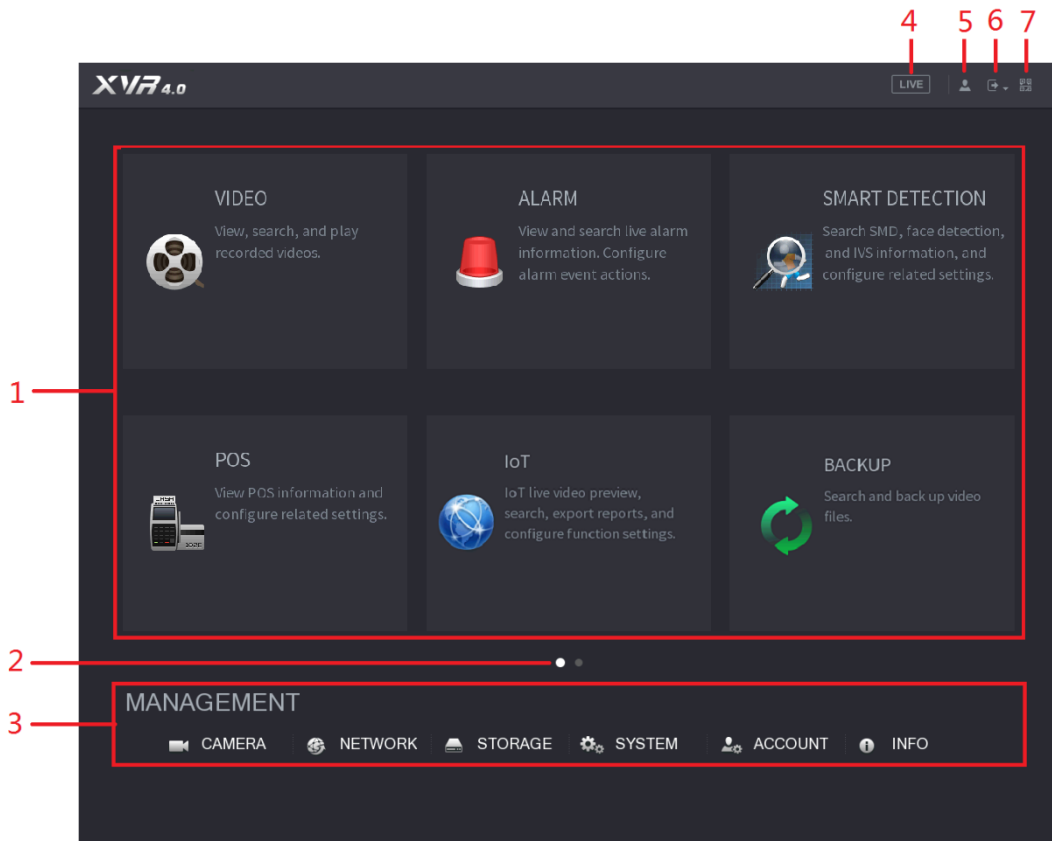 4 5 6 7
XVR 4.0
LIVE
VIDEO
View, search, and play
recorded videos.
ALARM
View and search live alarm
information. Configure
alarm event actions.
SMART DETECTION
Search SMD, face detection,
and IVS information, and
configure related settings.
1
POS
View POS information and
configure related settings.
IoT
IoT live video preview,
search, export reports, and
configure function settings.
BACKUP
Search and back up video
files.
2
3
MANAGEMENT
CAMERA NETWORK STORAGE SYSTEM ACCOUNT INFO